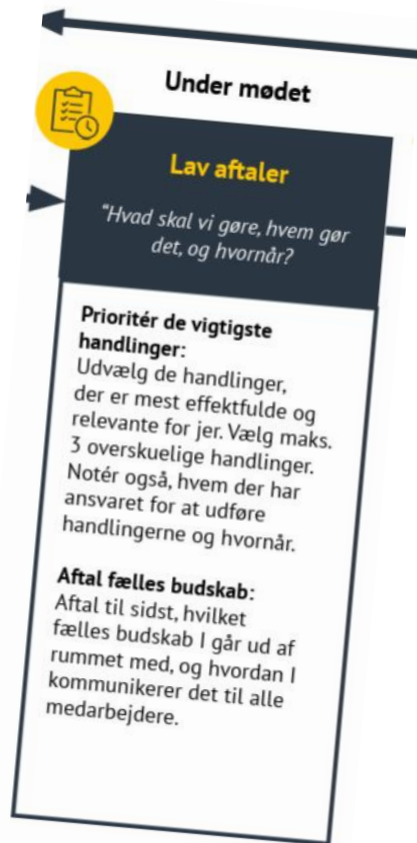 Under mødet
Lav aftaler
"Hvad skal vi gøre, hvem gør
det, og hvornår?
Prioritér de vigtigste
handlinger:
Udvælg de handlinger,
der er mest effektfulde og
relevante for jer. Vælg maks.
3 overskuelige handlinger.
Notér også, hvem der har
ansvaret for at udføre
handlingerne og hvornår.
Aftal fælles budskab:
Aftal til sidst, hvilket
fælles budskab I går ud af
rummet med, og hvordan I
kommunikerer det til alle
medarbejdere.